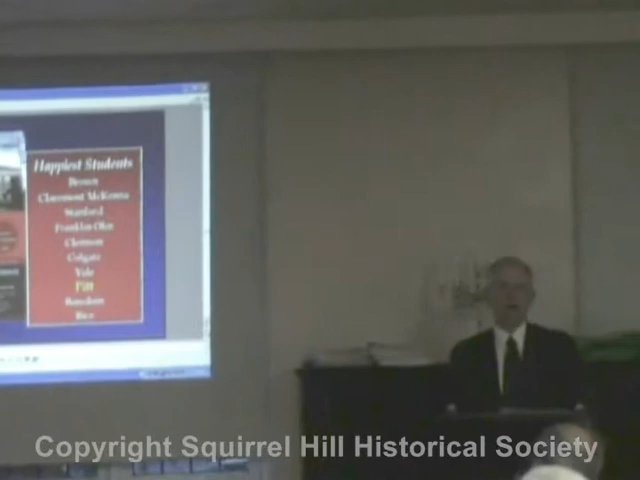 Happiest Students
Brown
Claremont McKenna
Stanford
Franklin Olin
Clemson
Colgate
Yale
Pitt
Bowdoin
Rice
Copyright Squirrel Hill Historical Society